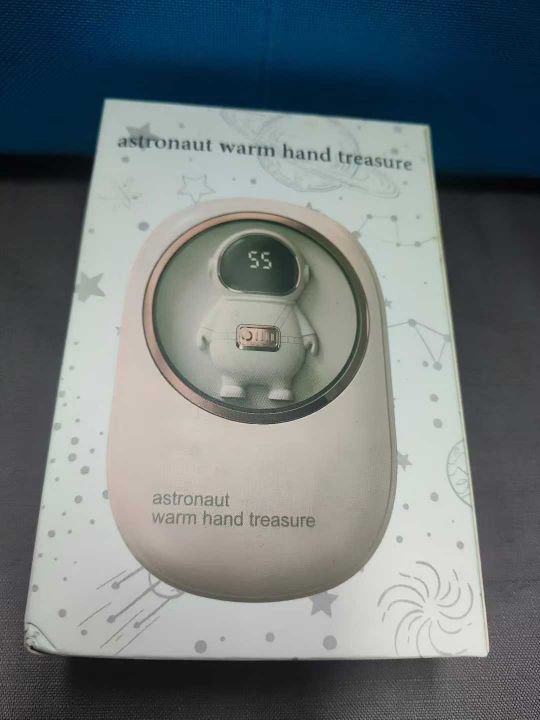 astronaut warm hand treasure
55
astronaut
warm hand treasure